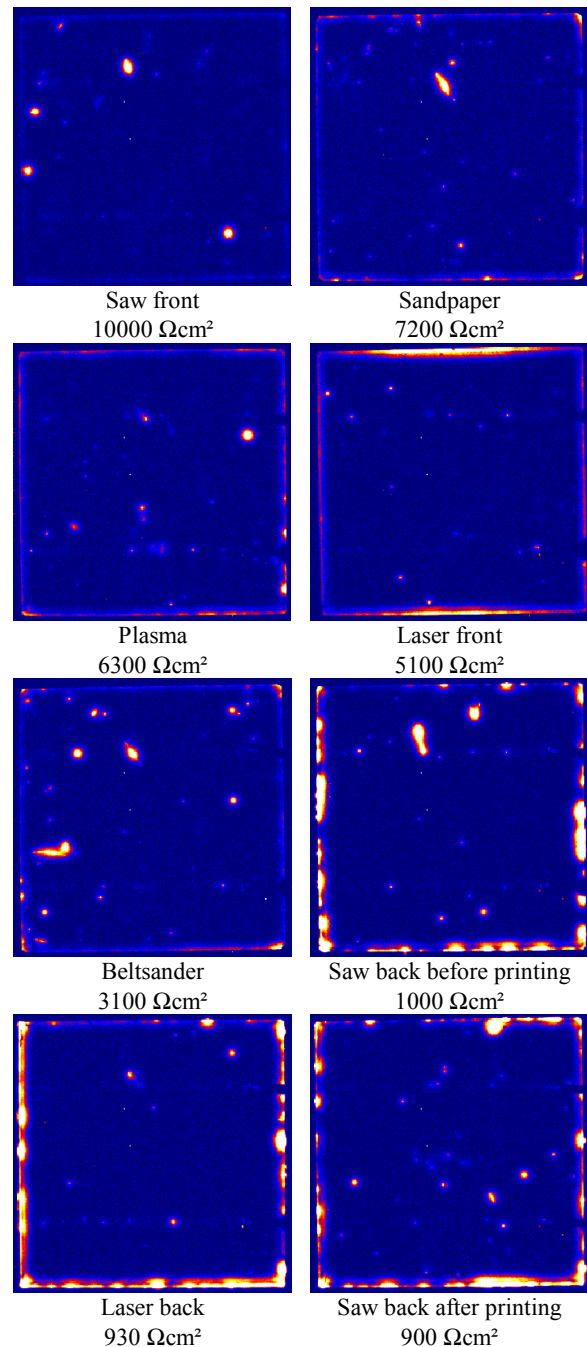 Saw front
10000 Ωcm²
Sandpaper
7200 Ωcm²
Plasma
6300 Ωcm²
Laser front
5100 Ωcm²
Beltsander
3100 Ωcm²
Saw back before printing
1000 Ωcm²
Laser back
930 Ωcm²
Saw back after printing
900 Ωcm²